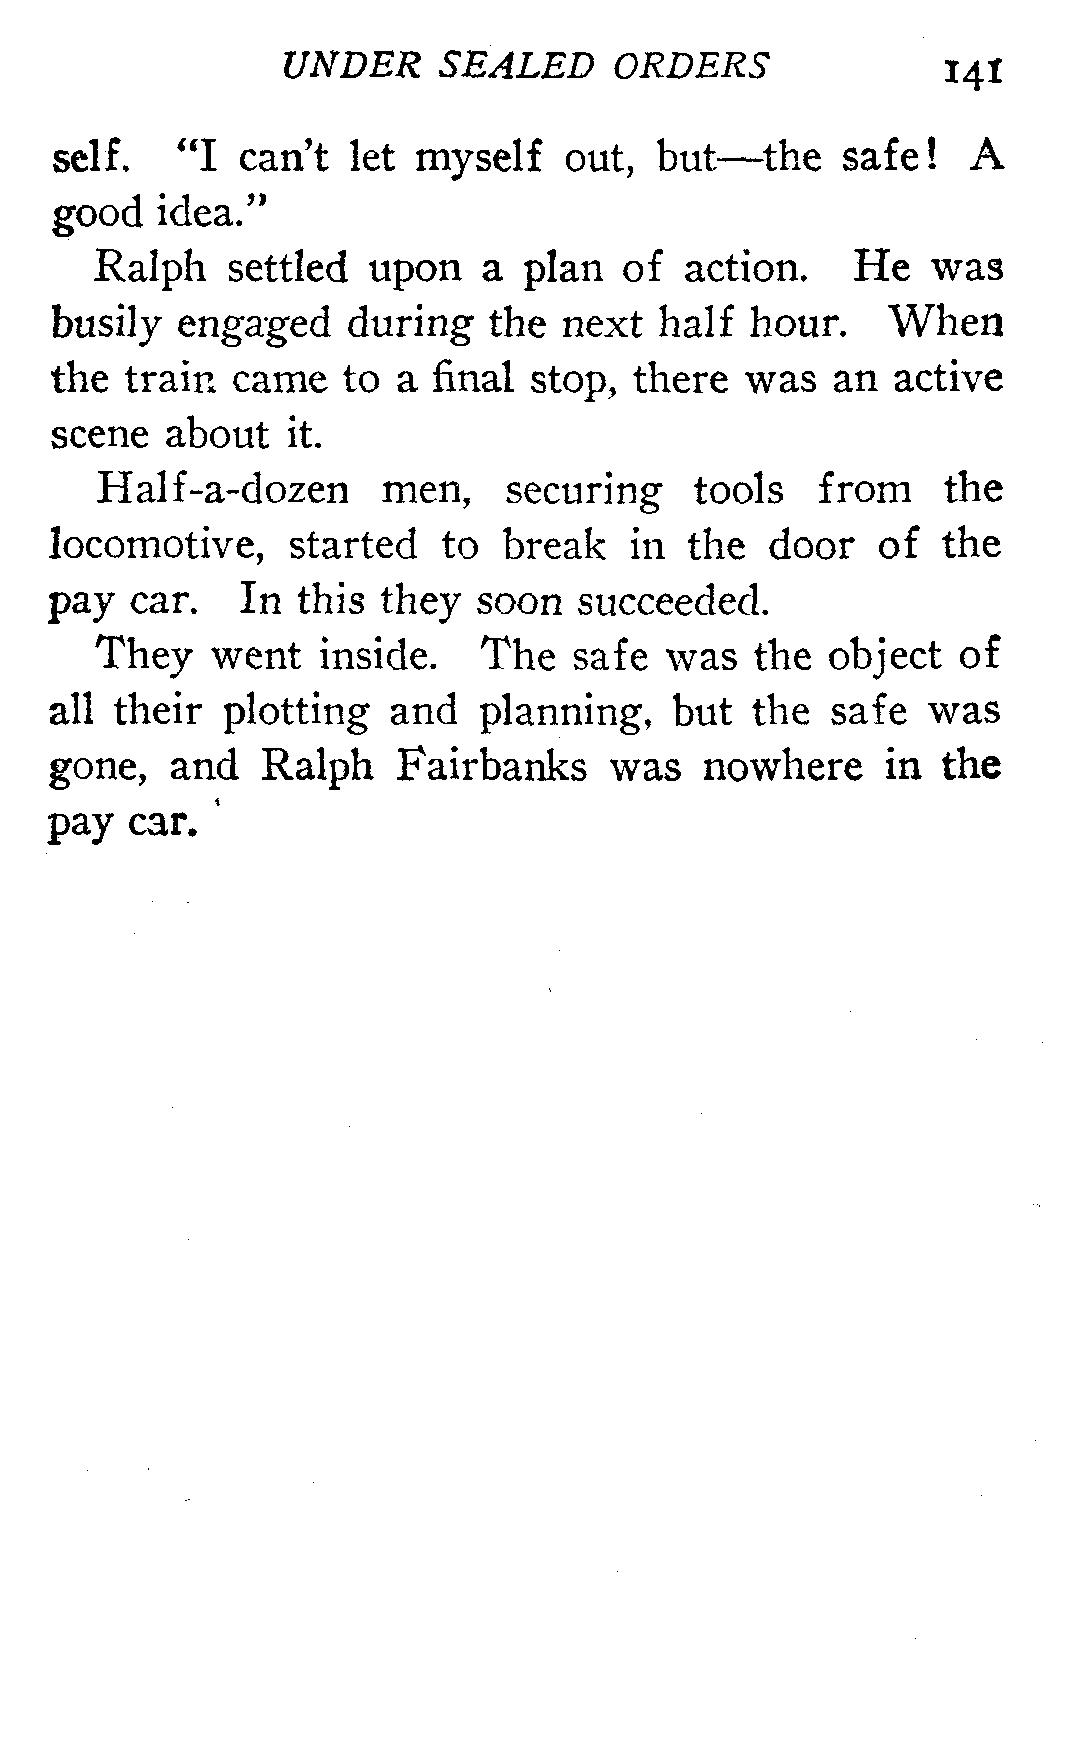 UNDER SEALED ORDERS 141
self. "I can't let myself out, but—the safe! A
good idea."
Ralph settled upon a plan of action. He was
busily engaged during the next half hour. When
the train came to a final stop, there was an active
scene about it.
Half-a-dozen men, securing tools from the
locomotive, started to break in the door of the
pay car. In this they soon succeeded.
They went inside. The safe was the object of
all their plotting and planning, but the safe was
gone, and Ralph Fairbanks was nowhere in the
pay car.